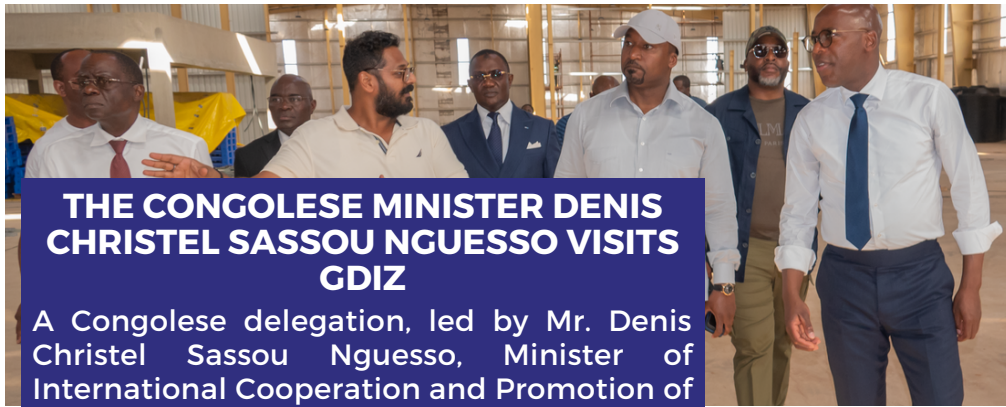 THE CONGOLESE MINISTER DENIS
CHRISTEL SASSOU NGUESSO VISITS
GDIZ
A Congolese delegation, led by Mr. Denis
Christel Sassou Nguesso, Minister of
International Cooperation and Promotion of